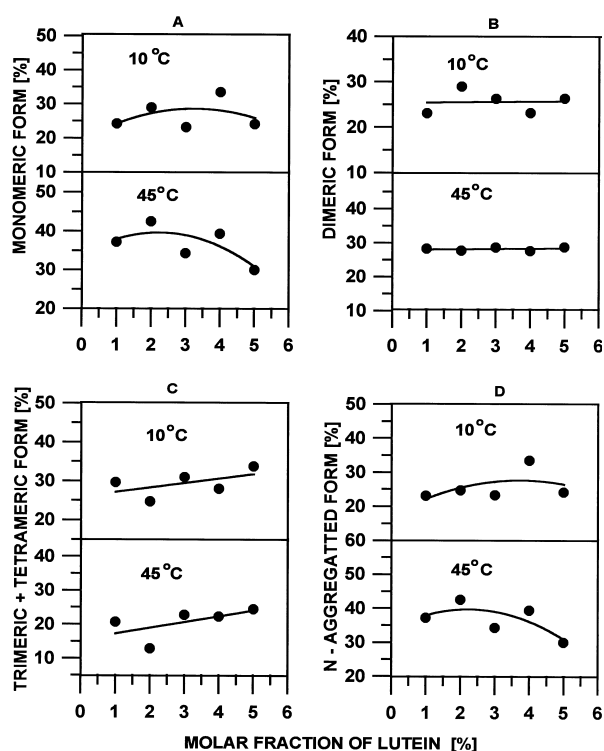 A
MONOMERIC FORM [%]
50
40
30
20
10
10°C
50
40
30
20
45°C
0 1 2 3 4 5 6
B
DIMERIC FORM [%]
40
30
20
10
10°C
40
30
20
10
45°C
0 1 2 3 4 5 6
C
TRIMERIC + TETRAMERIC FORM [%]
50
40
30
20
10°C
40
30
20
10
45°C
0 1 2 3 4 5 6
D
N - AGGREGATTED FORM [%]
50
40
30
20
10°C
60
50
40
30
20
45°C
0 1 2 3 4 5 6
MOLAR FRACTION OF LUTEIN [%]